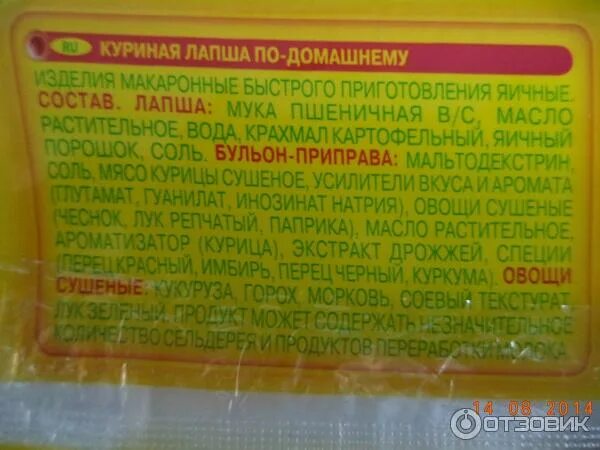 RU КУРИНАЯ ЛАПША ПО-ДОМАШНЕМУ
ИЗДЕЛИЯ МАКАРОННЫЕ БЫСТРОГО ПРИГОТОВЛЕНИЯ ЯИЧНЫЕ.
СОСТАВ. ЛАПША: МУКА ПШЕНИЧНАЯ В/С, МАСЛО
РАСТИТЕЛЬНОЕ, ВОДА, КРАХМАЛ КАРТОФЕЛЬНЫЙ, ЯИЧНЫЙ
ПОРОШОК, СОЛЬ. БУЛЬОН-ПРИПРАВА: МАЛЬТОДЕКСТРИН,
СОЛЬ, МЯСО КУРИЦЫ СУШЕНОЕ, УСИЛИТЕЛИ ВКУСА И АРОМАТА
(ГЛУТАМАТ, ГУАНИЛАТ, ИНОЗИНАТ НАТРИЯ), ОВОЩИ СУШЕНЫЕ
(ЧЕСНОК, ЛУК РЕПЧАТЫЙ, ПАПРИКА), МАСЛО РАСТИТЕЛЬНОЕ,
АРОМАТИЗАТОР (КУРИЦА), ЭКСТРАКТ ДРОЖЖЕЙ, СПЕЦИИ
(ПЕРЕЦ КРАСНЫЙ, ИМБИРЬ, ПЕРЕЦ ЧЕРНЫЙ, КУРКУМА). ОВОЩИ
СУШЕНЫЕ: КУКУРУЗА, ГОРОХ, МОРКОВЬ, СОЕВЫЙ ТЕКСТУРАТ,
ЛУК ЗЕЛЕНЫЙ. ПРОДУКТ МОЖЕТ СОДЕРЖАТЬ НЕЗНАЧИТЕЛЬНОЕ
КОЛИЧЕСТВО СЕЛЬДЕРЕЯ И ПРОДУКТОВ ПЕРЕРАБОТКИ МОЛОКА
14 08 2014
ОТЗОВИК